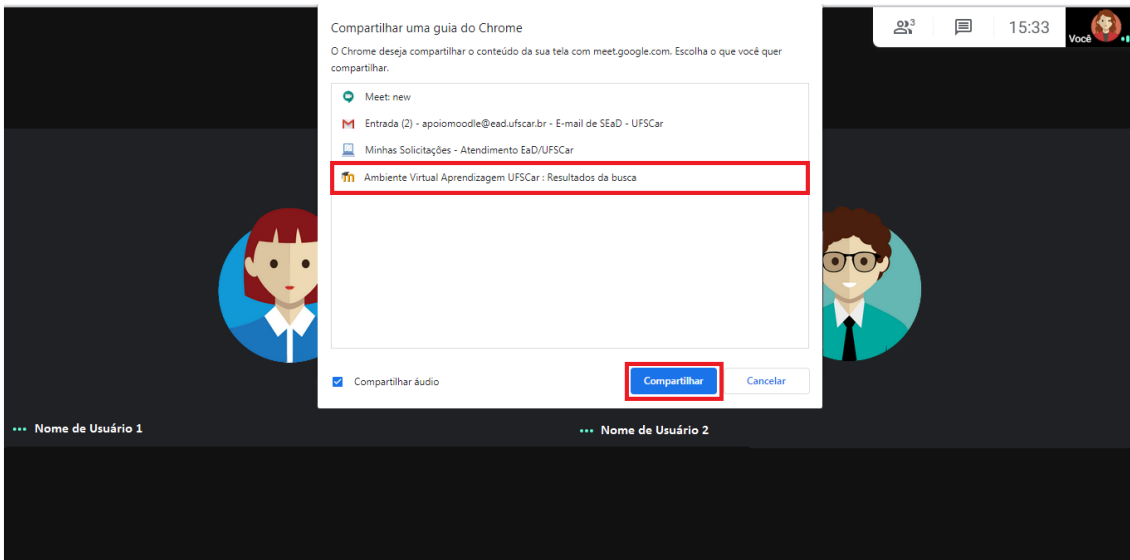 Compartilhar uma guia do Chrome
O Chrome deseja compartilhar o conteúdo da sua tela com meet.google.com. Escolha o que você quer
compartilhar.
3
15:33
Você
Meet: new
Entrada (2) - apoiomoodle@ead.ufscar.br - E-mail de SEaD - UFSCar
Minhas Solicitações - Atendimento EaD/UFSCar
Ambiente Virtual Aprendizagem UFSCar : Resultados da busca
Compartilhar áudio
Compartilhar
Cancelar
Nome de Usuário 1
Nome de Usuário 2